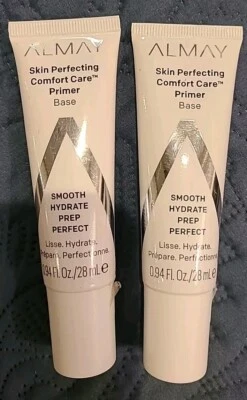 ALMAY
Skin Perfecting
Comfort Care™
Primer
Base
SMOOTH
HYDRATE
PREP
PERFECT
Lisse. Hydrate.
Prépare. Perfectionne.
0.94 Fl. Oz./28 mL e
ALMAY
Skin Perfecting
Comfort Care™
Primer
Base
SMOOTH
HYDRATE
PREP
PERFECT
Lisse. Hydrate.
Prépare. Perfectionne.
0.94 Fl. Oz./28 mL e